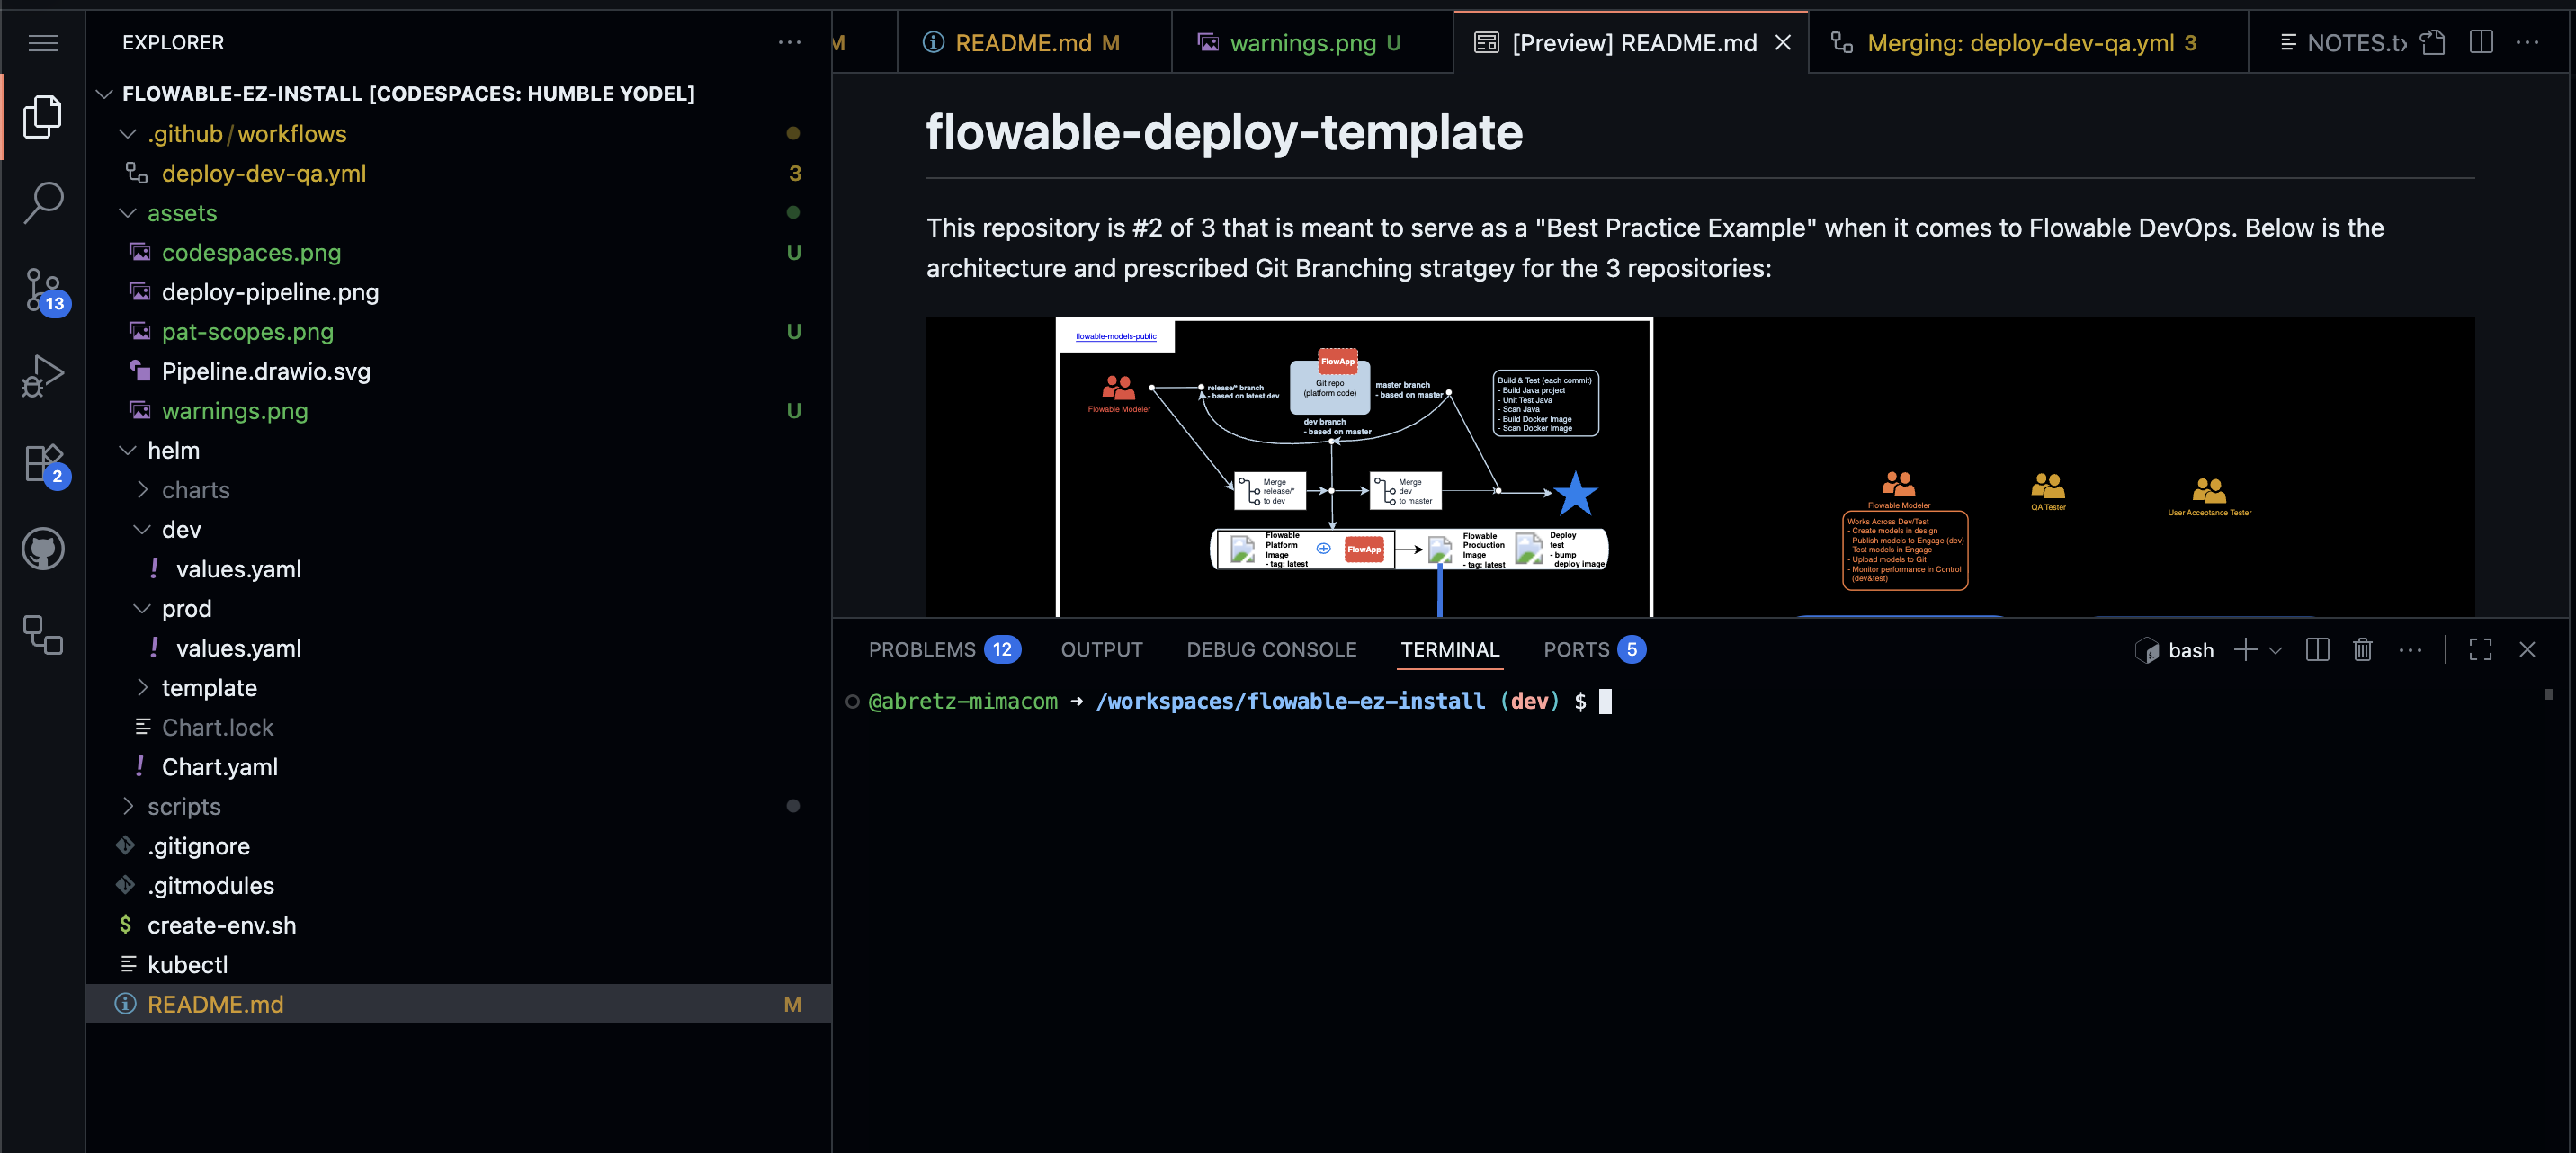 EXPLORER
FLOWABLE-EZ-INSTALL [CODESPACES: HUMBLE YODEL]
.github/workflows
deploy-dev-qa.yml 3
assets
codespaces.png U
deploy-pipeline.png
pat-scopes.png U
Pipeline.drawio.svg
warnings.png U
helm
charts
dev
values.yaml
prod
values.yaml
template
Chart.lock
Chart.yaml
scripts
.gitignore
.gitmodules
create-env.sh
kubectl
README.md M
13
2
M
README.md M
warnings.png U
[Preview] README.md
Merging: deploy-dev-qa.yml 3
NOTES.tx
flowable-deploy-template
This repository is #2 of 3 that is meant to serve as a "Best Practice Example" when it comes to Flowable DevOps. Below is the
architecture and prescribed Git Branching stratgey for the 3 repositories:
flowable-models-public
Flowable Modeler
release/* branch
- based on latest dev
FlowApp
Git repo
(platform code)
master branch
- based on master
dev branch
- based on master
Build & Test (each commit)
- Build Java project
- Unit Test Java
- Scan Java
- Build Docker Image
- Scan Docker Image
Merge
release/*
to dev
Merge
dev
to master
Flowable
Platform
Image
- tag: latest
FlowApp
Flowable
Production
Image
- tag: latest
Deploy
test
- bump
deploy image
Flowable Modeler
Works Across Dev/Test
- Create models in design
- Publish models to Engage (dev)
- Test models in Engage
- Upload models to Git
- Monitor performance in Control
(dev&test)
QA Tester
User Acceptance Tester
PROBLEMS 12 OUTPUT DEBUG CONSOLE TERMINAL PORTS 5
bash
@abretz-mimacom ➜ /workspaces/flowable-ez-install (dev) $